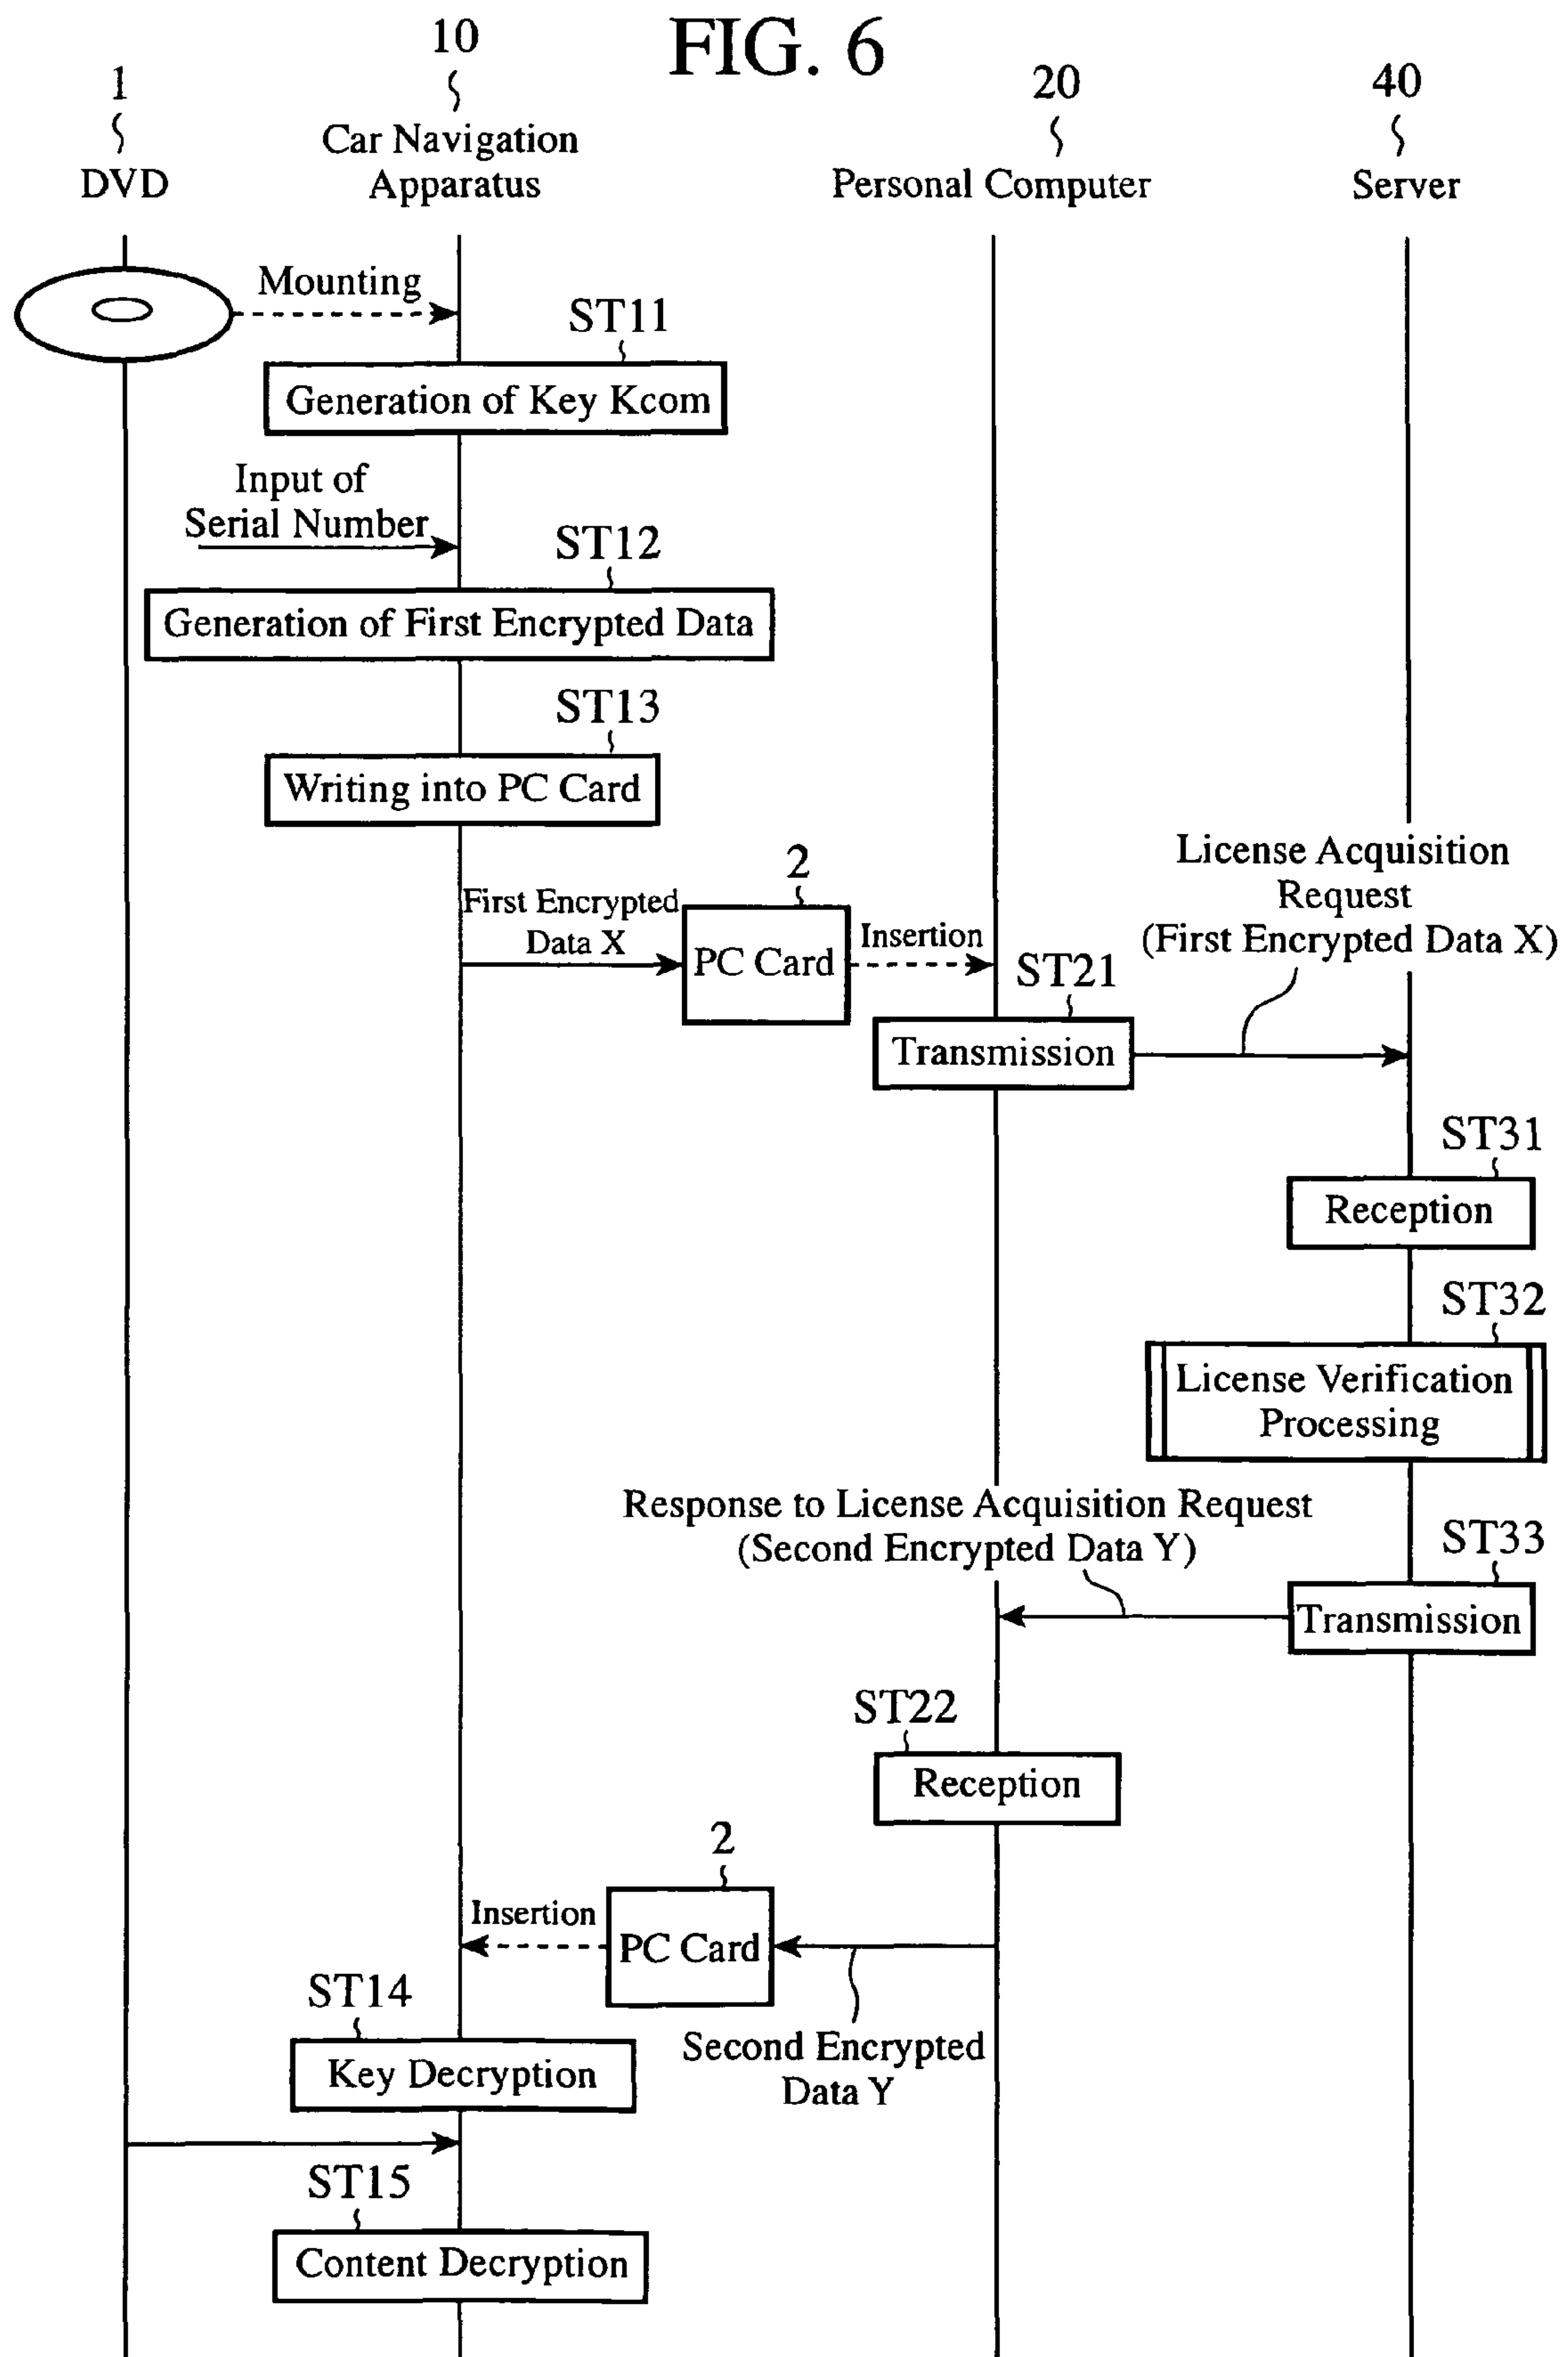 FIG. 6
1
10
20
40
DVD
Car Navigation
Apparatus
Personal Computer
Server
Mounting
ST11
Generation of Key Kcom
Input of
Serial Number
ST12
Generation of First Encrypted Data
ST13
Writing into PC Card
First Encrypted
Data X
2
PC Card
Insertion
License Acquisition
Request
(First Encrypted Data X)
ST21
Transmission
ST31
Reception
ST32
License Verification
Processing
Response to License Acquisition Request
(Second Encrypted Data Y)
ST33
Transmission
ST22
Reception
2
Insertion
PC Card
Second Encrypted
Data Y
ST14
Key Decryption
ST15
Content Decryption